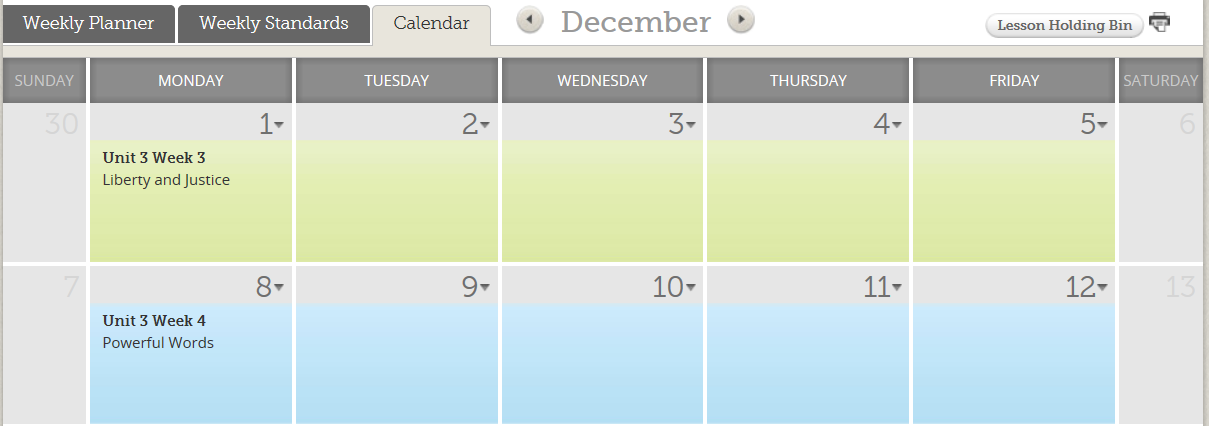 Weekly Planner Weekly Standards Calendar December Lesson Holding Bin
SUNDAY MONDAY TUESDAY WEDNESDAY THURSDAY FRIDAY SATURDAY
30 1 2 3 4 5 6
Unit 3 Week 3
Liberty and Justice
7 8 9 10 11 12 13
Unit 3 Week 4
Powerful Words